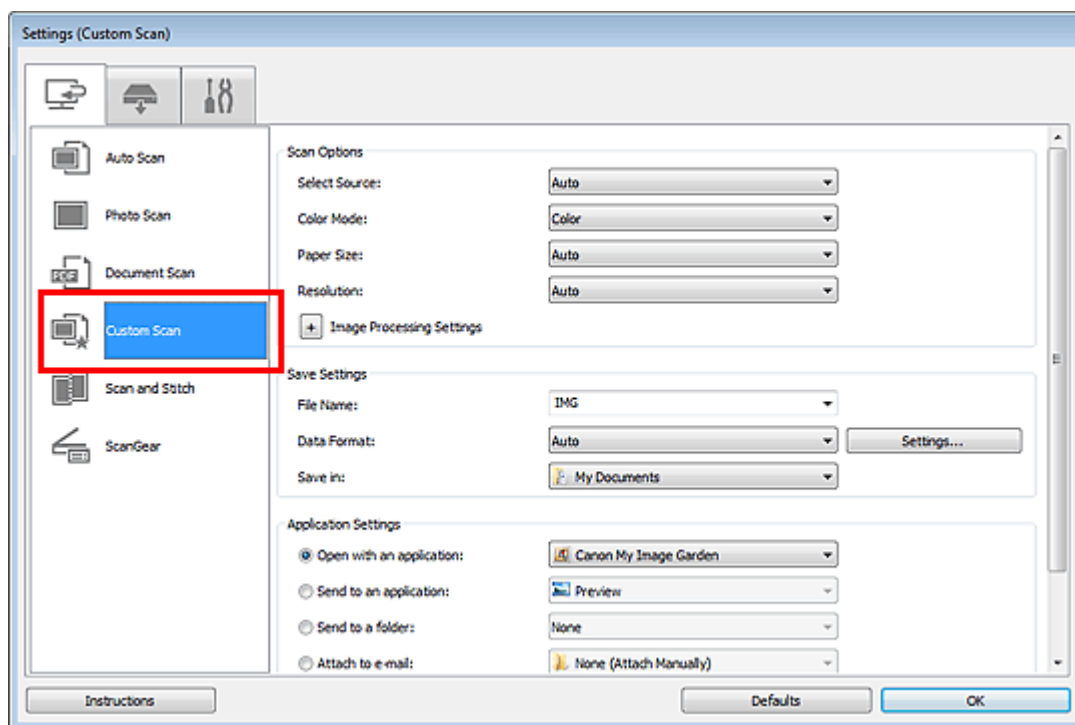 Settings (Custom Scan)
Auto Scan
Photo Scan
PDF
Document Scan
Custom Scan
Scan and Stitch
ScanGear
Scan Options
Select Source: Auto
Color Mode: Color
Paper Size: Auto
Resolution: Auto
+ Image Processing Settings
Save Settings
File Name: IMG
Data Format: Auto Settings...
Save in: My Documents
Application Settings
Open with an application: Canon My Image Garden
Send to an application: Preview
Send to a folder: None
Attach to e-mail: None (Attach Manually)
Instructions Defaults OK